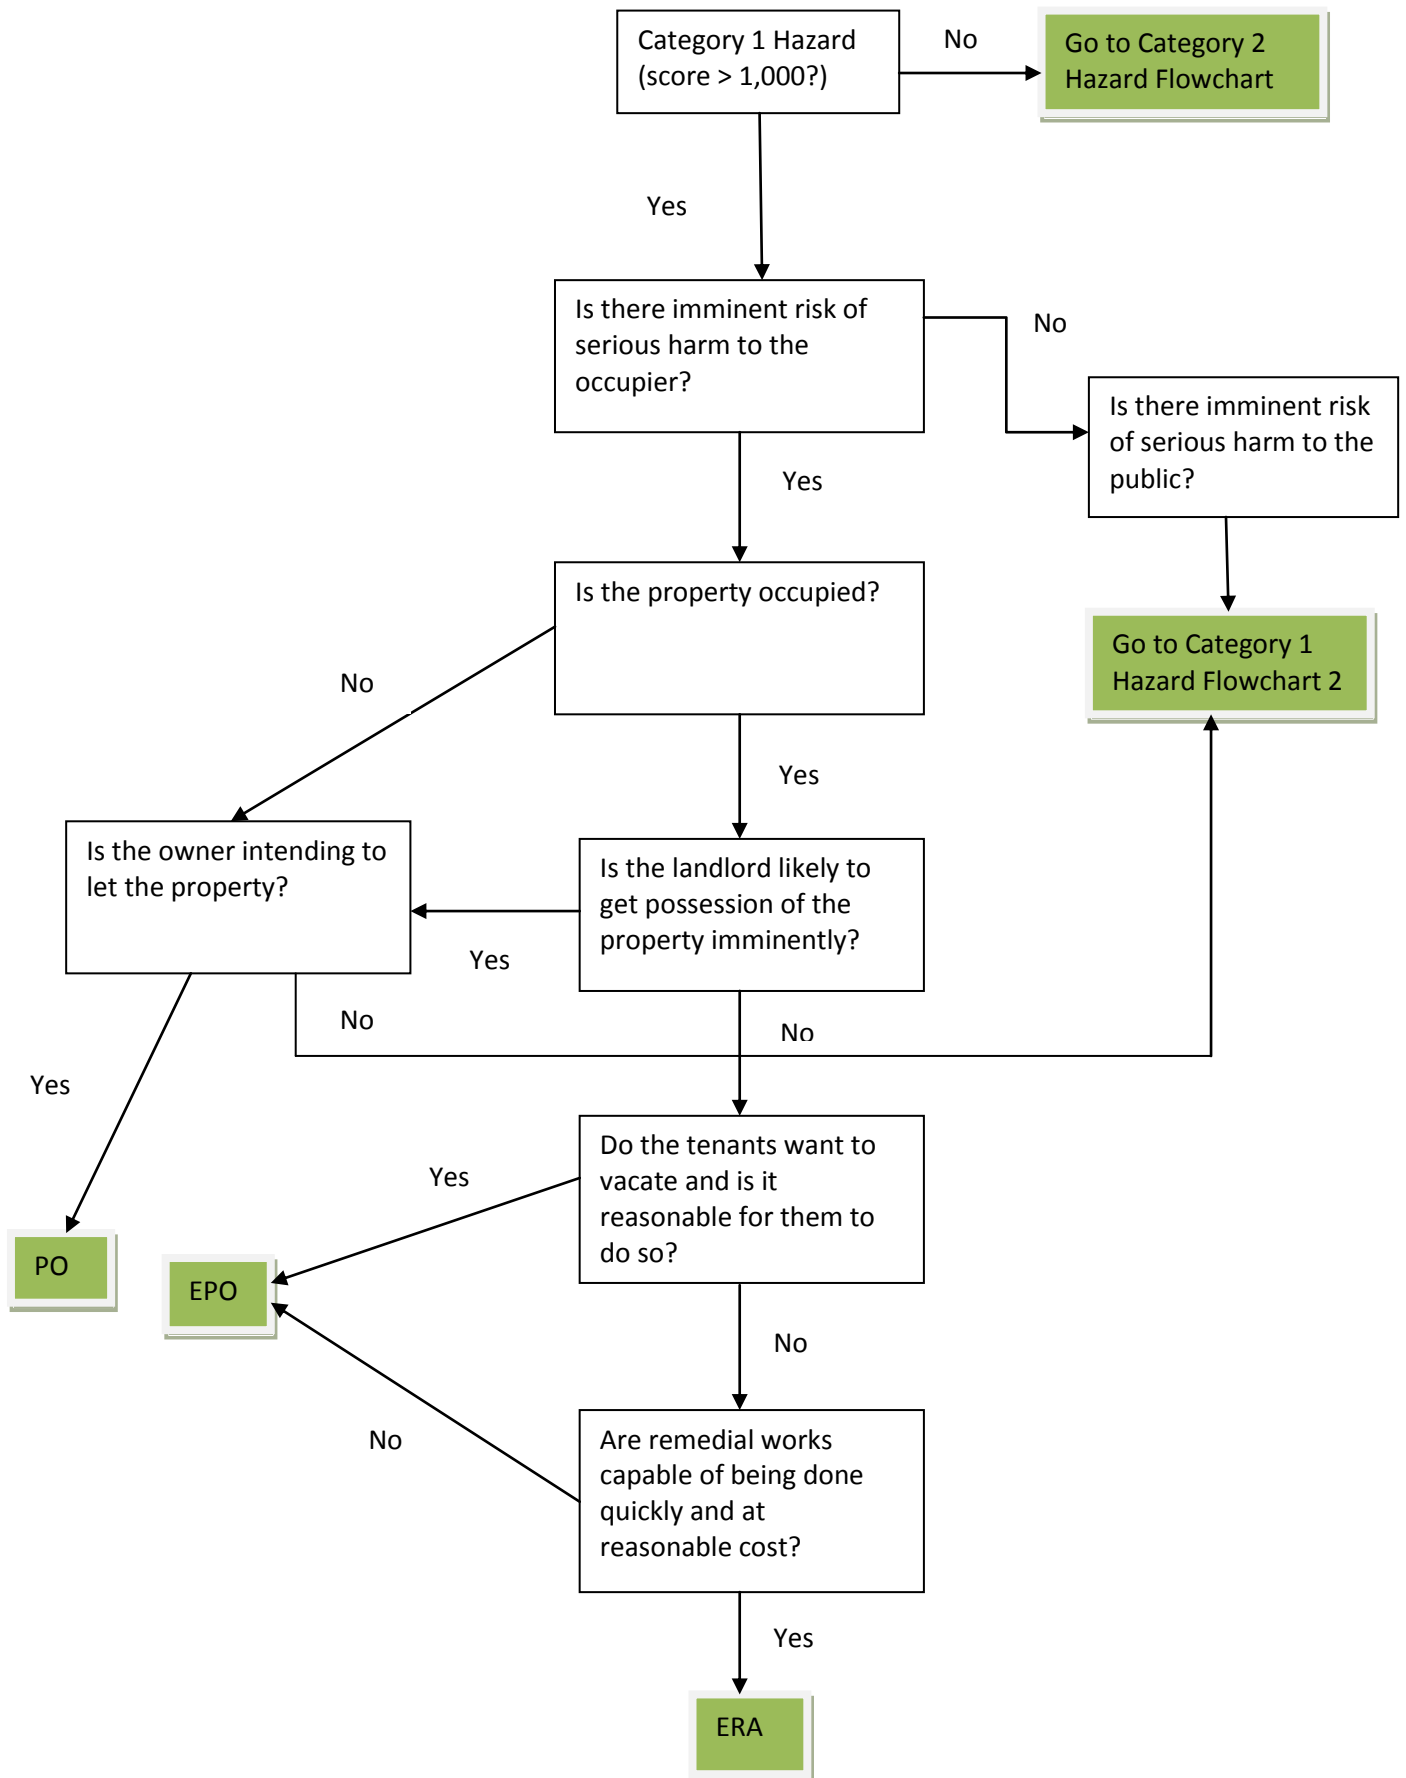 Category 1 Hazard
(score > 1,000?)
No
Go to Category 2
Hazard Flowchart
Yes
Is there imminent risk of
serious harm to the
occupier?
No
Is there imminent risk
of serious harm to the
public?
Yes
Is the property occupied?
Go to Category 1
Hazard Flowchart 2
No
Yes
Is the owner intending to
let the property?
Is the landlord likely to
get possession of the
property imminently?
Yes
No
No
Yes
Do the tenants want to
vacate and is it
reasonable for them to
do so?
Yes
PO
EPO
No
No
Are remedial works
capable of being done
quickly and at
reasonable cost?
Yes
ERA